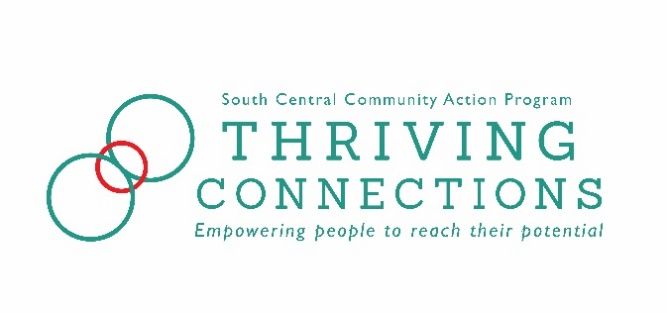 South Central Community Action Program
THRIVING
CONNECTIONS
Empowering people to reach their potential